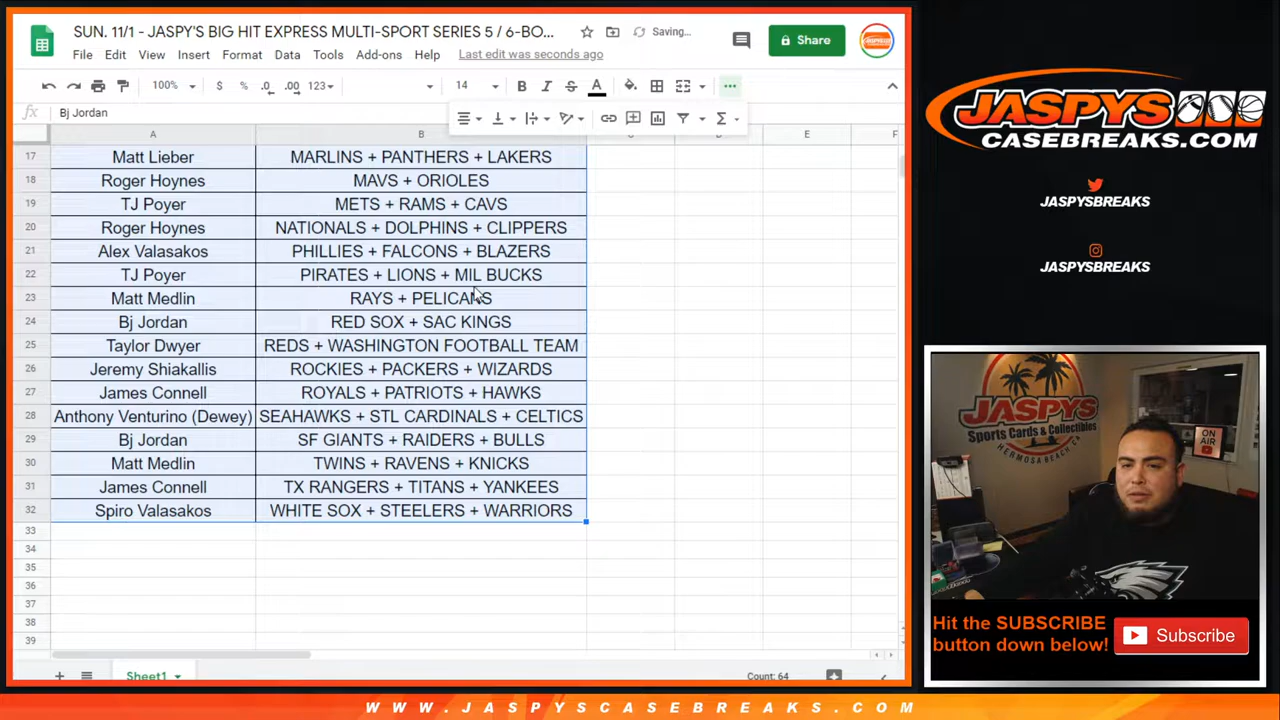 SUN. 11/1 - JASPY'S BIG HIT EXPRESS MULTI-SPORT SERIES 5 / 6-BO... Saving...
Share
File Edit View Insert Format Data Tools Add-ons Help Last edit was seconds ago
100% $ % .0 .00 123 14 B I S A
fx Bj Jordan
A B C D E F
17 Matt Lieber MARLINS + PANTHERS + LAKERS
18 Roger Hoynes MAVS + ORIOLES
19 TJ Poyer METS + RAMS + CAVS
20 Roger Hoynes NATIONALS + DOLPHINS + CLIPPERS
21 Alex Valasakos PHILLIES + FALCONS + BLAZERS
22 TJ Poyer PIRATES + LIONS + MIL BUCKS
23 Matt Medlin RAYS + PELICANS
24 Bj Jordan RED SOX + SAC KINGS
25 Taylor Dwyer REDS + WASHINGTON FOOTBALL TEAM
26 Jeremy Shiakallis ROCKIES + PACKERS + WIZARDS
27 James Connell ROYALS + PATRIOTS + HAWKS
28 Anthony Venturino (Dewey) SEAHAWKS + STL CARDINALS + CELTICS
29 Bj Jordan SF GIANTS + RAIDERS + BULLS
30 Matt Medlin TWINS + RAVENS + KNICKS
31 James Connell TX RANGERS + TITANS + YANKEES
32 Spiro Valasakos WHITE SOX + STEELERS + WARRIORS
33
34
35
36
37
38
39
Sheet1 Count: 64
JASPYS
CASEBREAKS.COM
JASPYSBREAKS
JASPYSBREAKS
JASPYS
Sports Cards & Collectibles
HERMOSA BEACH CA
ON
AIR
Hit the SUBSCRIBE
button down below!
Subscribe
WWW.JASPYSCASEBREAKS.COM